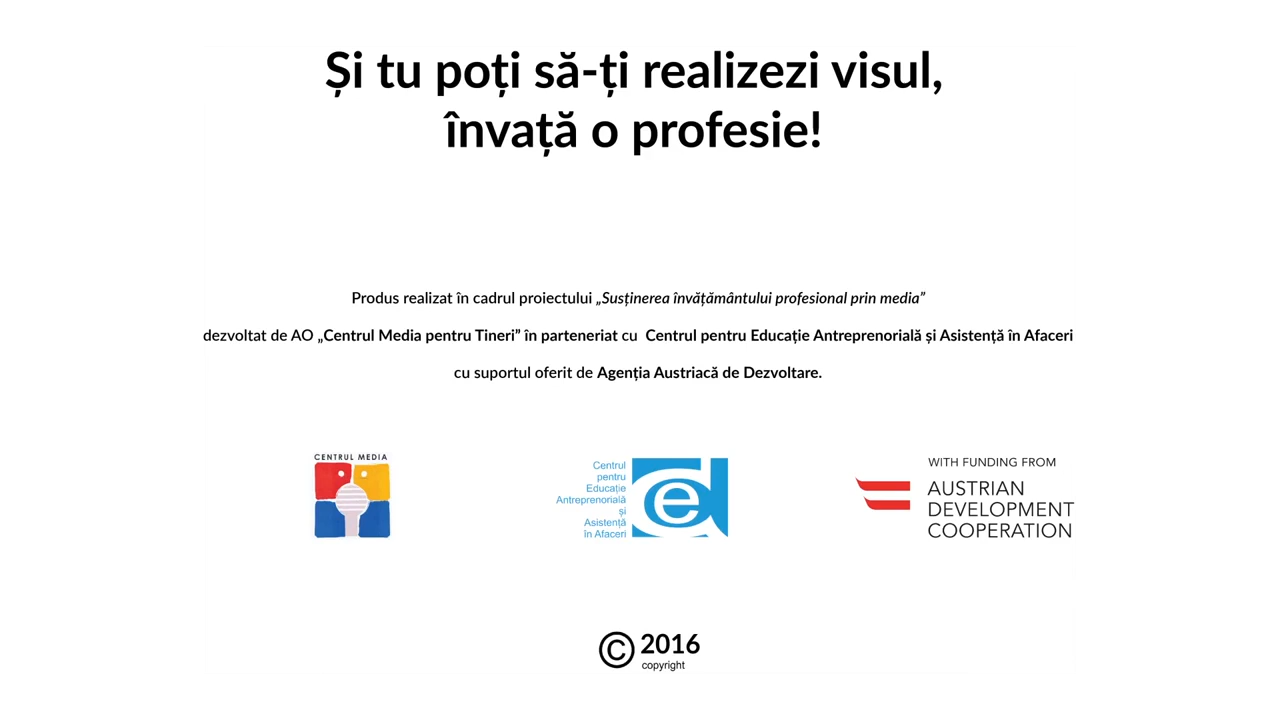 Și tu poți să-ți realizezi visul,
învață o profesie!
Produs realizat în cadrul proiectului „Susținerea învățământului profesional prin media”
dezvoltat de AO „Centrul Media pentru Tineri” în parteneriat cu Centrul pentru Educație Antreprenorială și Asistență în Afaceri
cu suportul oferit de Agenția Austriacă de Dezvoltare.
CENTRUL MEDIA
Centrul
pentru
Educație
Antreprenorială
și
Asistență
în Afaceri
WITH FUNDING FROM
AUSTRIAN
DEVELOPMENT
COOPERATION
© 2016
copyright